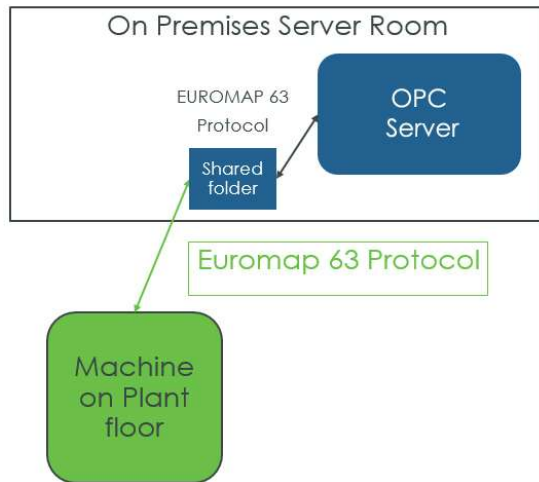 On Premises Server Room
EUROMAP 63
Protocol
OPC
Server
Shared
folder
Euromap 63 Protocol
Machine
on Plant
floor